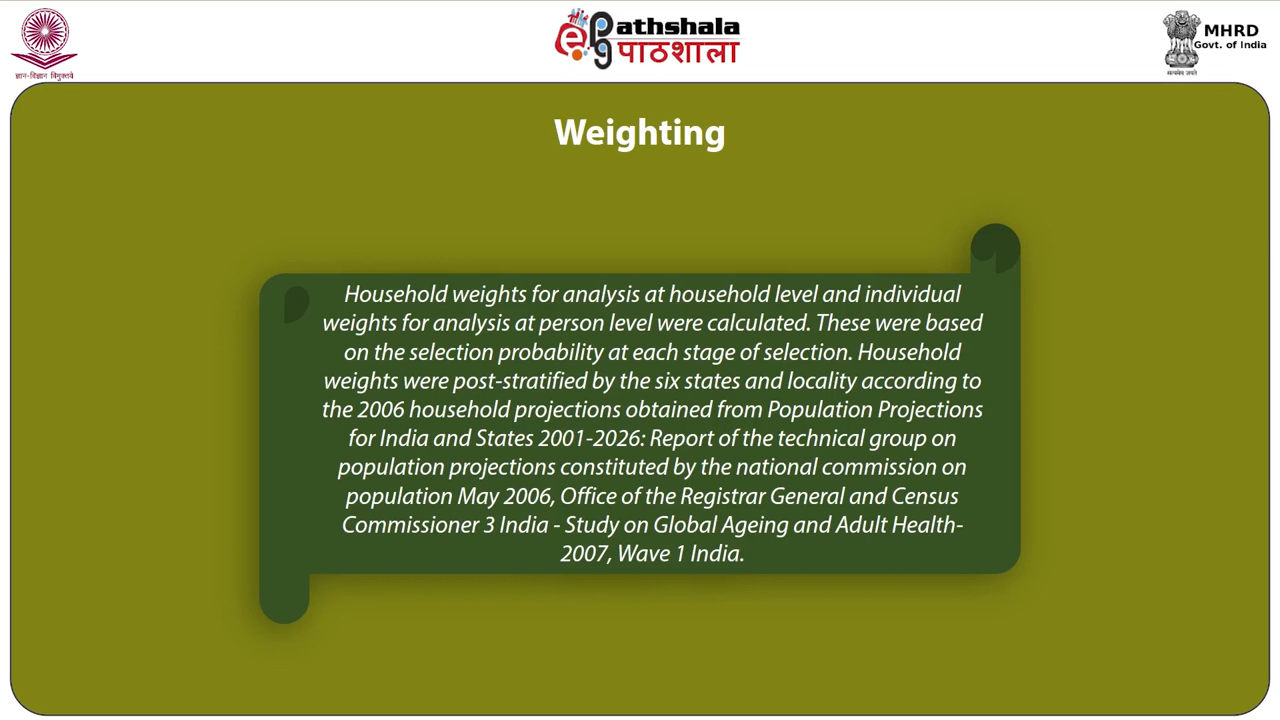 ज्ञान-विज्ञान विमुक्तये
ePathshala
पाठशाला
MHRD
Govt. of India
सत्यमेव जयते
Weighting
Household weights for analysis at household level and individual
weights for analysis at person level were calculated. These were based
on the selection probability at each stage of selection. Household
weights were post-stratified by the six states and locality according to
the 2006 household projections obtained from Population Projections
for India and States 2001-2026: Report of the technical group on
population projections constituted by the national commission on
population May 2006, Office of the Registrar General and Census
Commissioner 3 India - Study on Global Ageing and Adult Health-
2007, Wave 1 India.